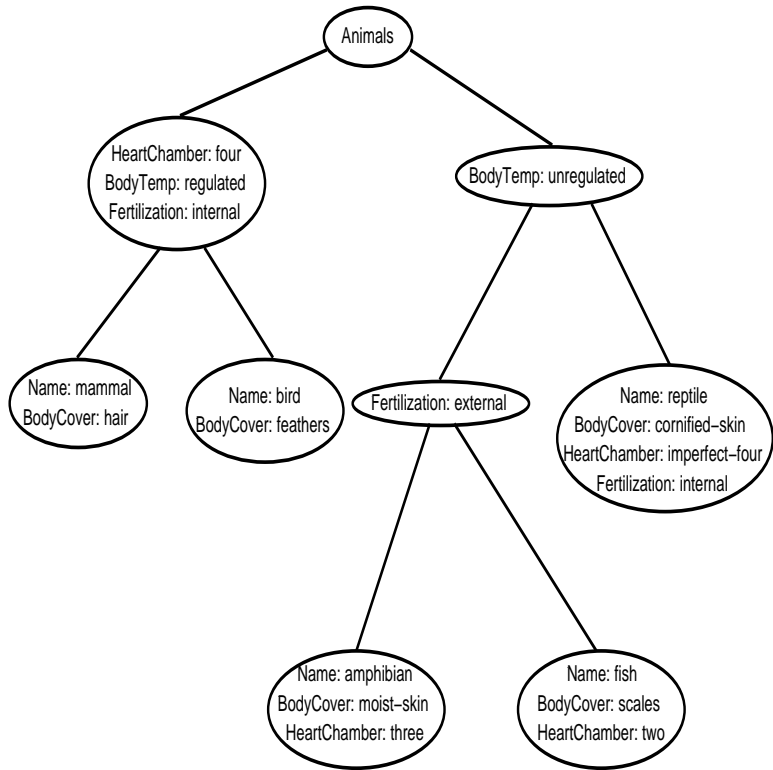 Animals
HeartChamber: four
BodyTemp: regulated
Fertilization: internal
BodyTemp: unregulated
Name: mammal
BodyCover: hair
Name: bird
BodyCover: feathers
Fertilization: external
Name: reptile
BodyCover: cornified-skin
HeartChamber: imperfect-four
Fertilization: internal
Name: amphibian
BodyCover: moist-skin
HeartChamber: three
Name: fish
BodyCover: scales
HeartChamber: two